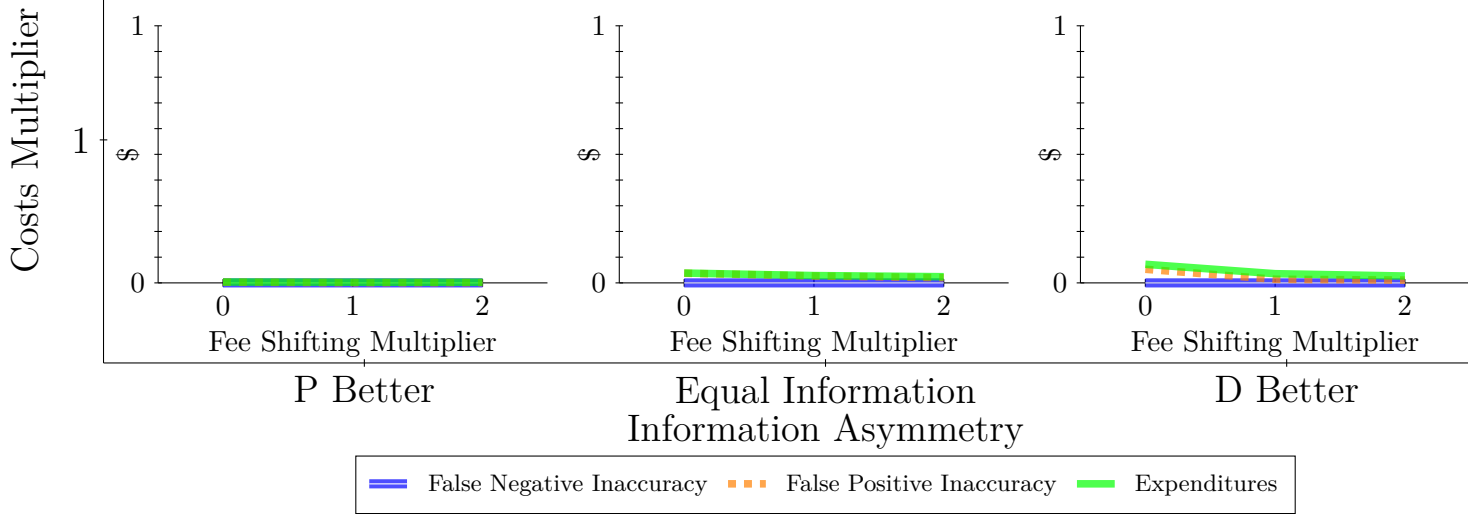 Costs Multiplier
1
1
$
0
0 1 2
Fee Shifting Multiplier
1
$
0
0 1 2
Fee Shifting Multiplier
1
$
0
0 1 2
Fee Shifting Multiplier
P Better
Equal Information
D Better
Information Asymmetry
False Negative Inaccuracy False Positive Inaccuracy Expenditures